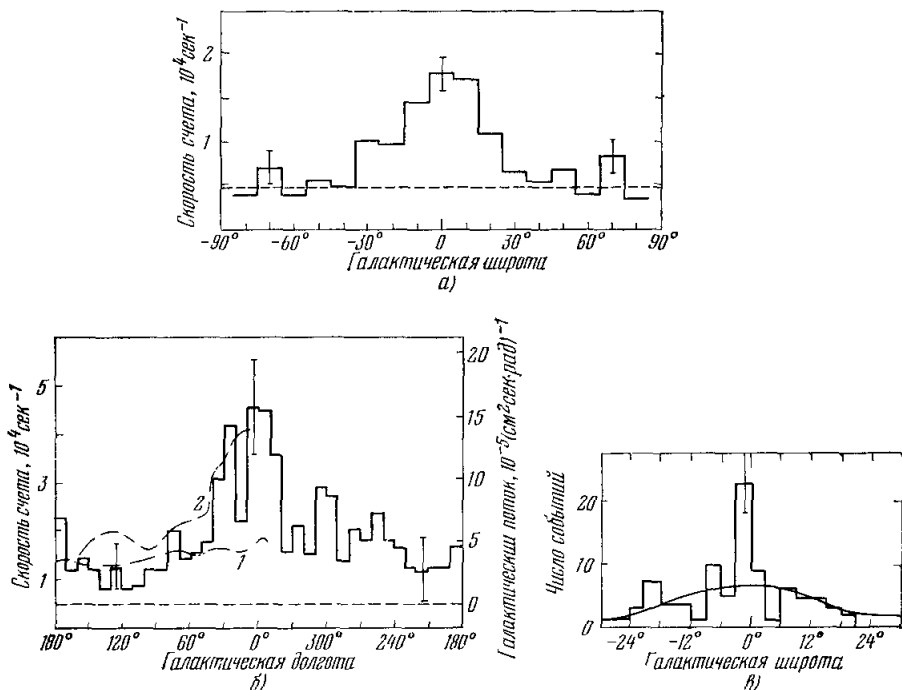 Скорость счета, 10⁴сек⁻¹
2
1
-90° -60° -30° 0 30° 60° 90°
Галактическая широта
а)
Скорость счета, 10⁴сек⁻¹
5
3
1
2
1
180° 120° 60° 0° 300° 240° 180°
Галактическая долгота
б)
20
15
10
5
0
Галактический поток, 10⁻⁵(см²сек·рад)⁻¹
Число событий
20
10
0
-24° -12° 0° 12° 24°
Галактическая широта
в)